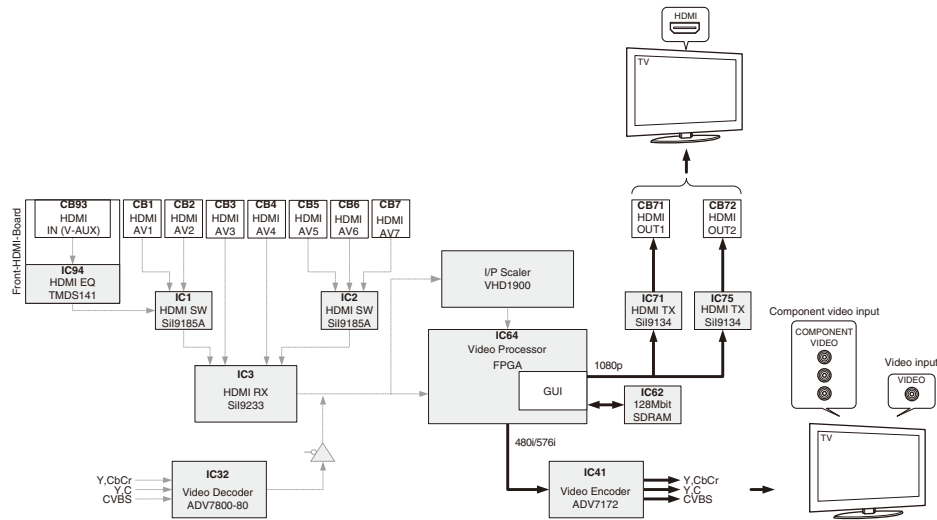 HDMI
TV
Front-HDMI-Board
CB93
HDMI
IN (V-AUX)
CB1
HDMI
AV1
CB2
HDMI
AV2
CB3
HDMI
AV3
CB4
HDMI
AV4
CB5
HDMI
AV5
CB6
HDMI
AV6
CB7
HDMI
AV7
CB71
HDMI
OUT1
CB72
HDMI
OUT2
IC94
HDMI EQ
TMDS141
IC1
HDMI SW
SiI9185A
IC2
HDMI SW
SiI9185A
I/P Scaler
VHD1900
IC71
HDMI TX
SiI9134
IC75
HDMI TX
SiI9134
IC3
HDMI RX
SiI9233
IC64
Video Processor
FPGA
GUI
1080p
IC62
128Mbit
SDRAM
480i/576i
Component video input
COMPONENT
VIDEO
Video input
VIDEO
TV
Y,CbCr
Y,C
CVBS
IC32
Video Decoder
ADV7800-80
IC41
Video Encoder
ADV7172
Y,CbCr
Y,C
CVBS